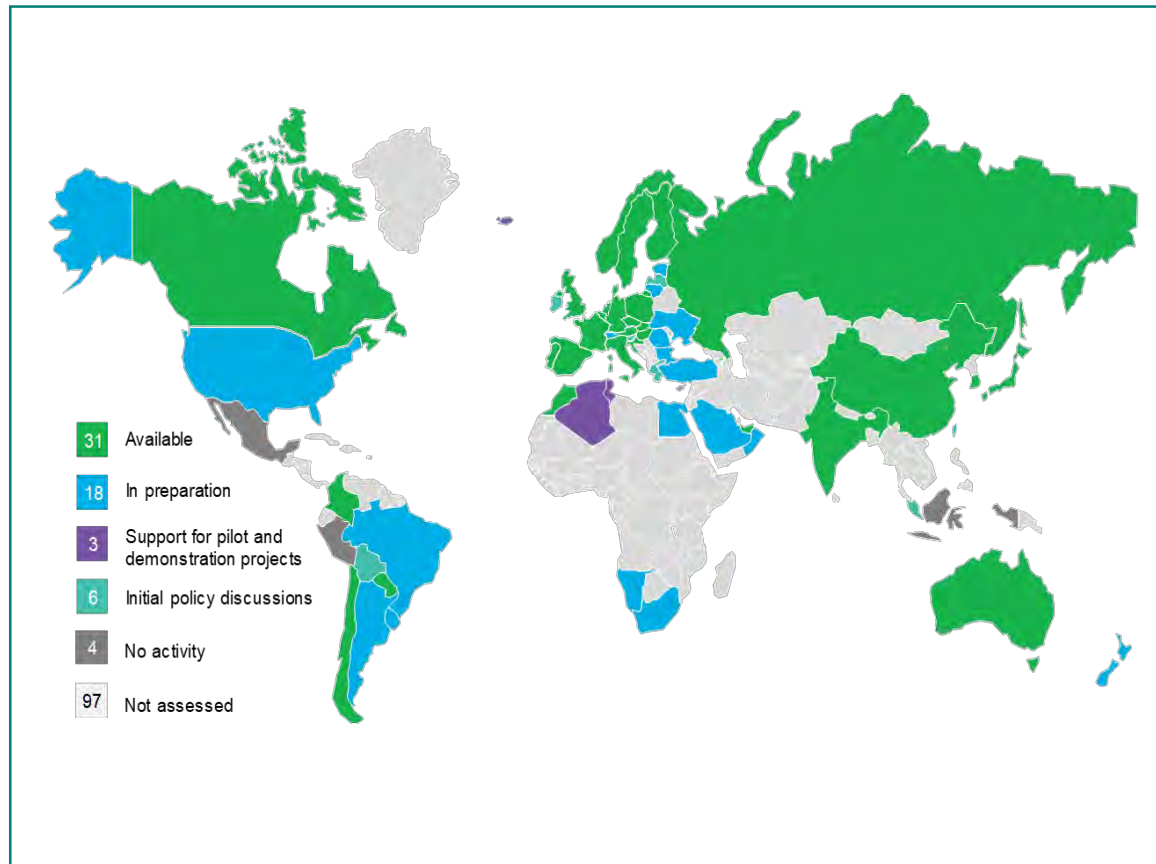 31 Available
18 In preparation
3 Support for pilot and
demonstration projects
6 Initial policy discussions
4 No activity
97 Not assessed